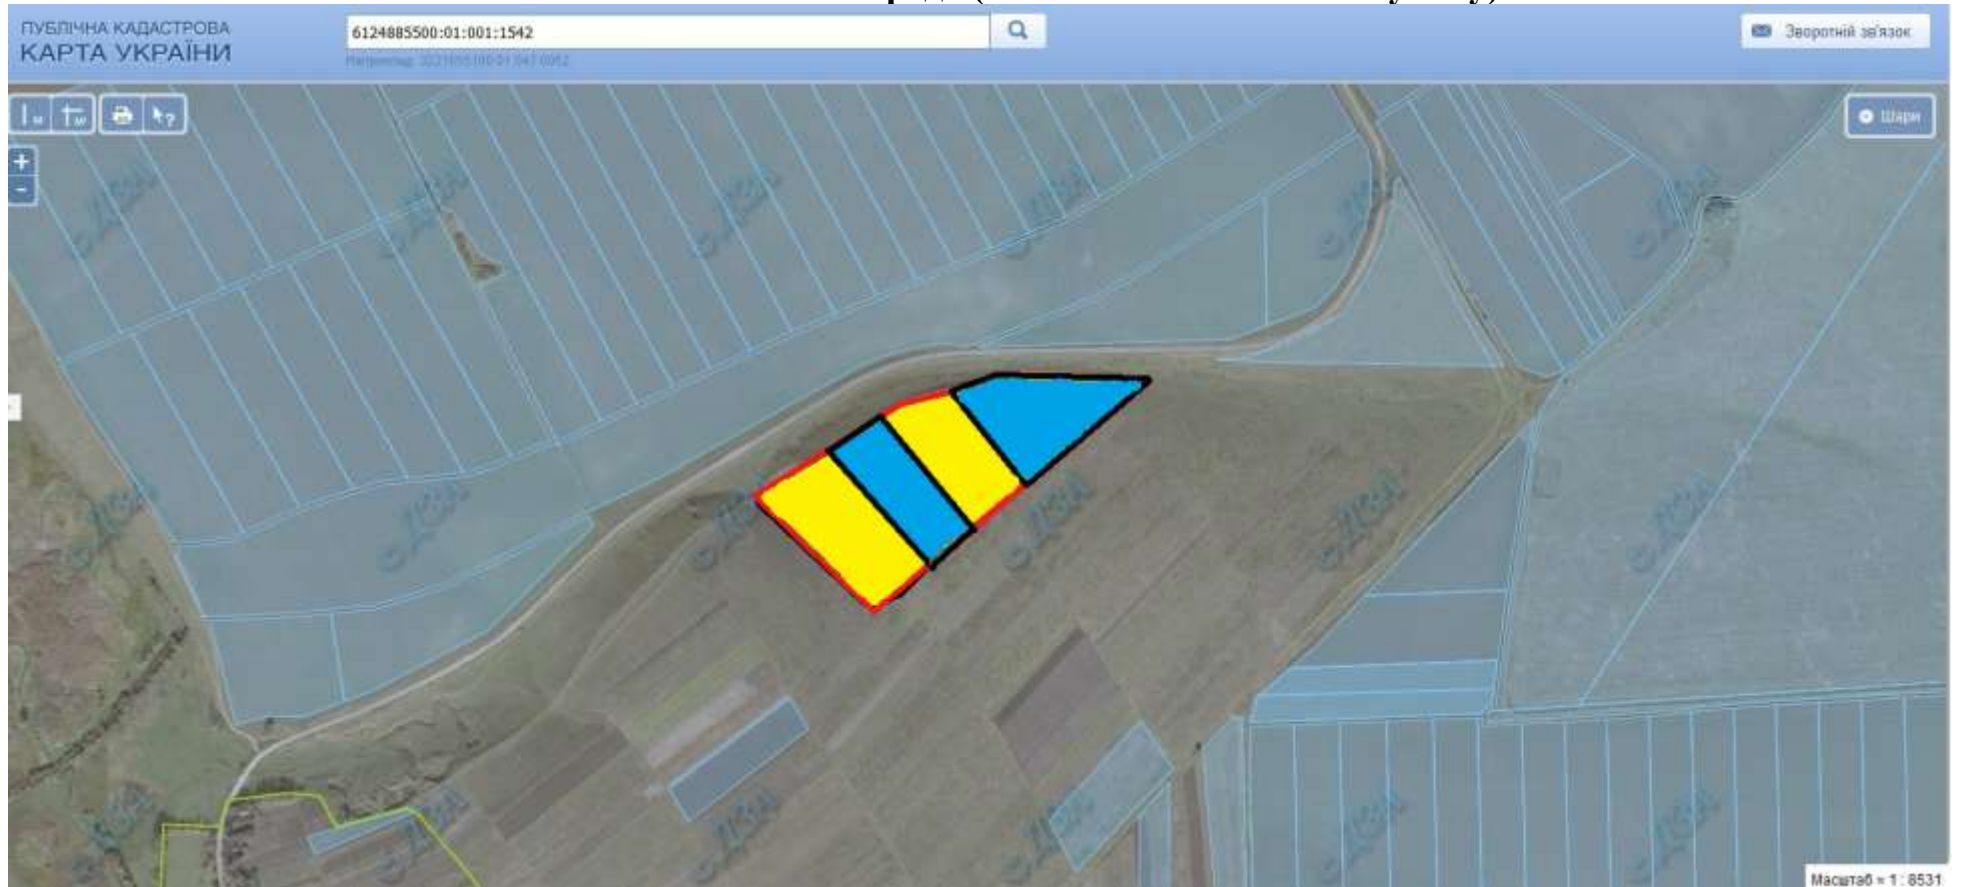 ПУБЛІЧНА КАДАСТРОВА
КАРТА УКРАЇНИ
6124885500:01:001:1542
Зворотній зв'язок
Шари
Масштаб = 1 : 8531